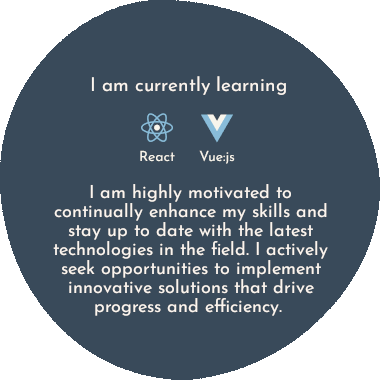 I am currently learning
React Vue:js
I am highly motivated to
continually enhance my skills and
stay up to date with the latest
technologies in the field. I actively
seek opportunities to implement
innovative solutions that drive
progress and efficiency.